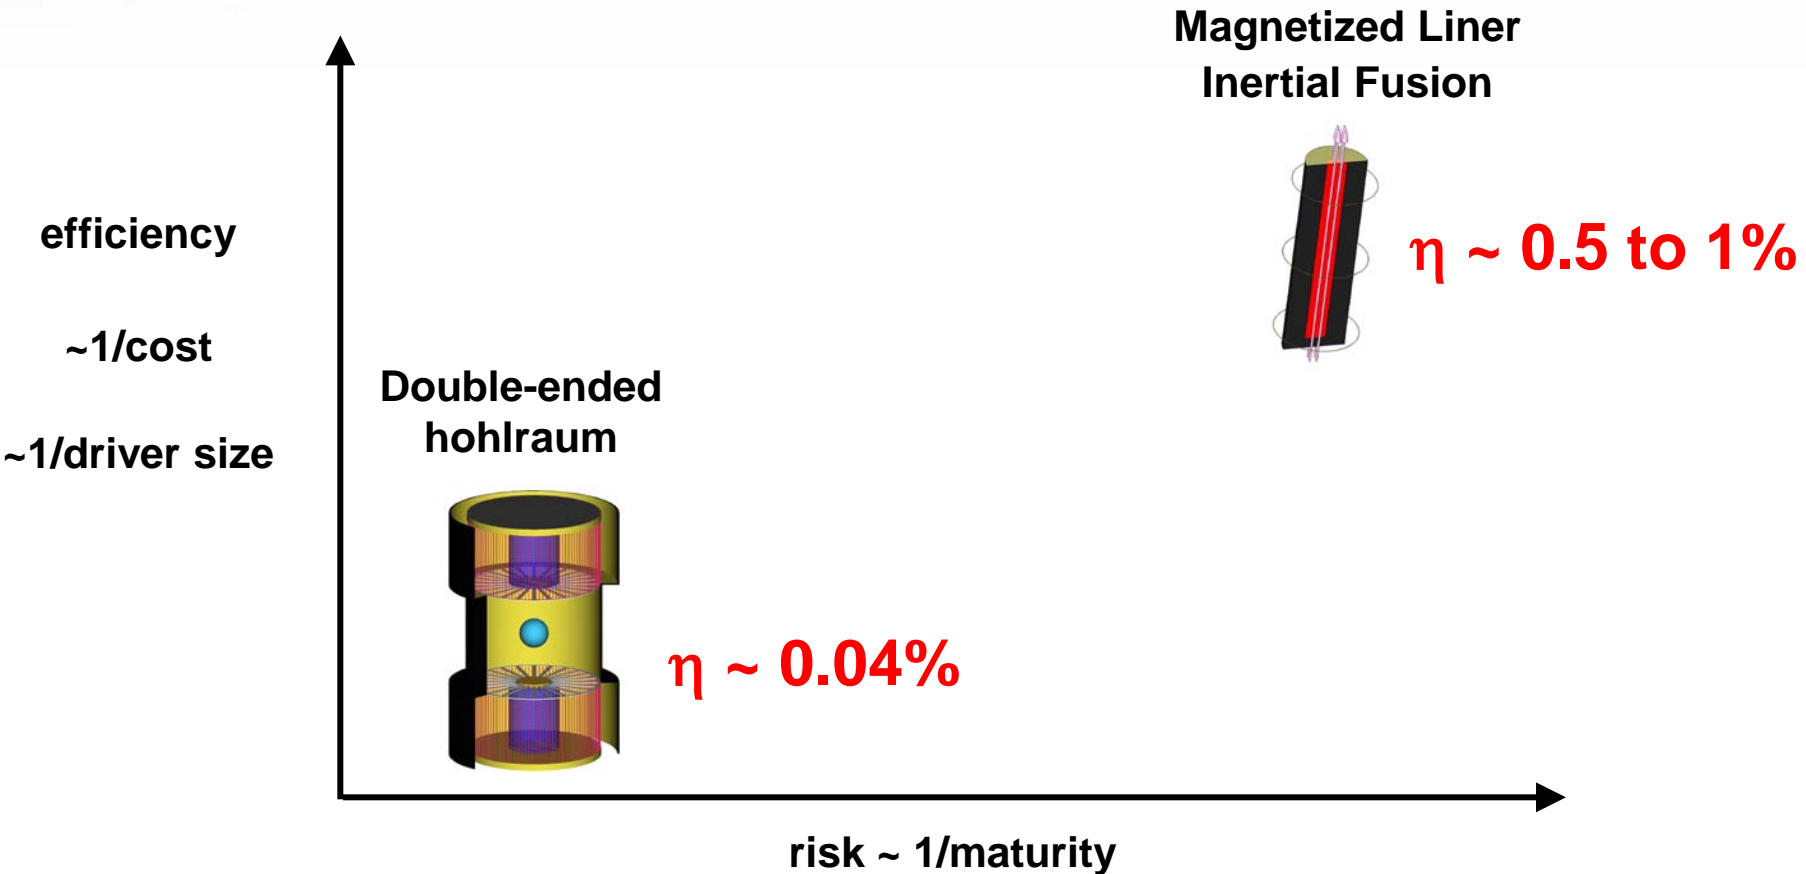 Magnetized Liner
Inertial Fusion
efficiency
η ~ 0.5 to 1%
~1/cost
Double-ended
hohlraum
~1/driver size
η ~ 0.04%
risk ~ 1/maturity